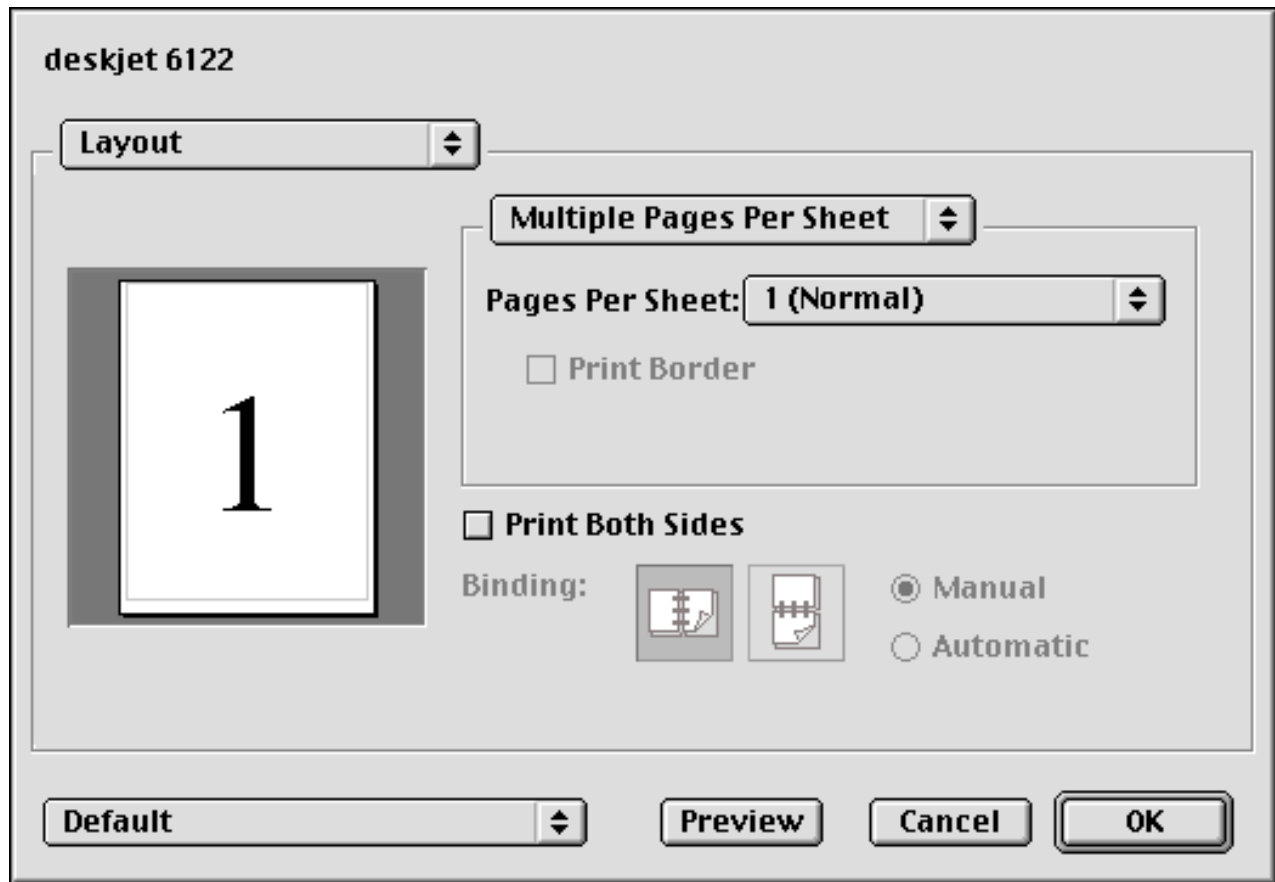 deskjet 6122
Layout
Multiple Pages Per Sheet
Pages Per Sheet: 1 (Normal)
Print Border
1
Print Both Sides
Binding:
Manual
Automatic
Default
Preview
Cancel
OK